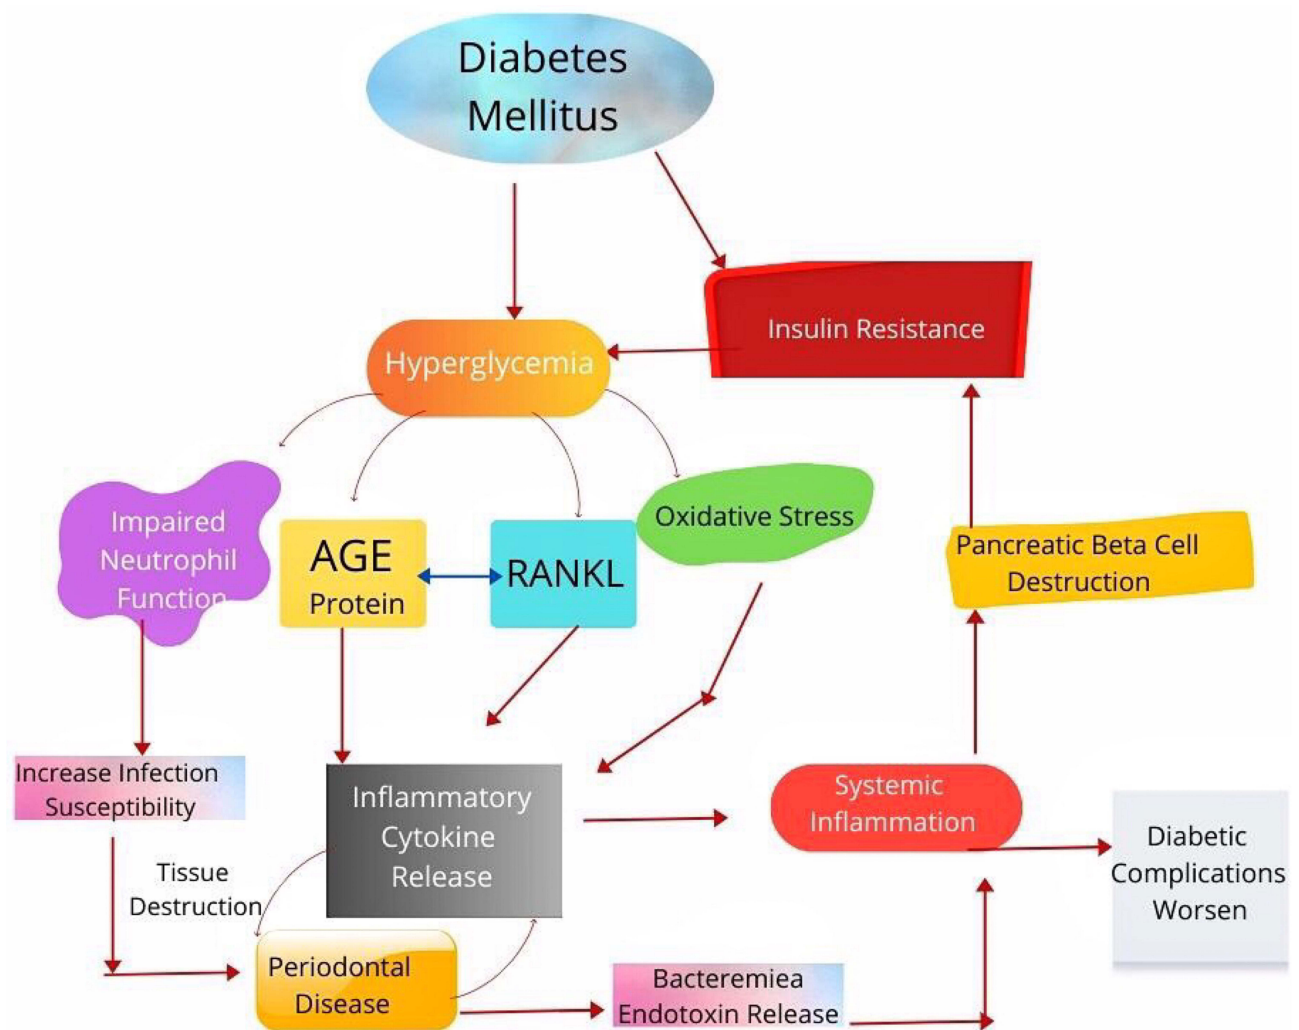 Diabetes
Mellitus
Insulin Resistance
Hyperglycemia
Impaired
Neutrophil
Function
AGE
Protein
RANKL
Oxidative Stress
Pancreatic Beta Cell
Destruction
Increase Infection
Susceptibility
Inflammatory
Cytokine
Release
Systemic
Inflammation
Diabetic
Complications
Worsen
Tissue
Destruction
Periodontal
Disease
Bacteremiea
Endotoxin Release